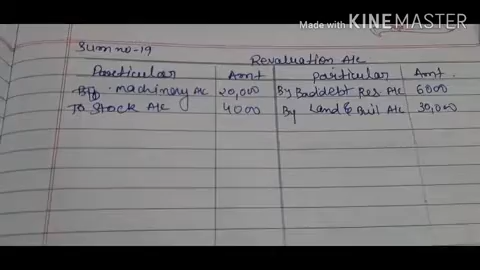 Made with KINEMASTER
Sum no-19
Revaluation A/c
Particular Amt Particular Amt.
To machinery A/c 20,000 By Baddebt Res. A/c 6000
To Stock A/c 4000 By Land & Buil A/c 30,000